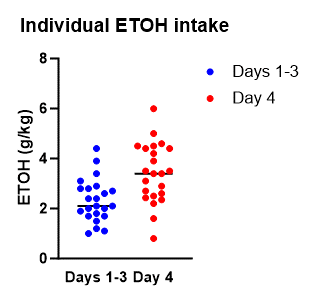 Individual ETOH intake
8
6
4
2
0
ETOH (g/kg)
Days 1-3
Day 4
Days 1-3 Day 4